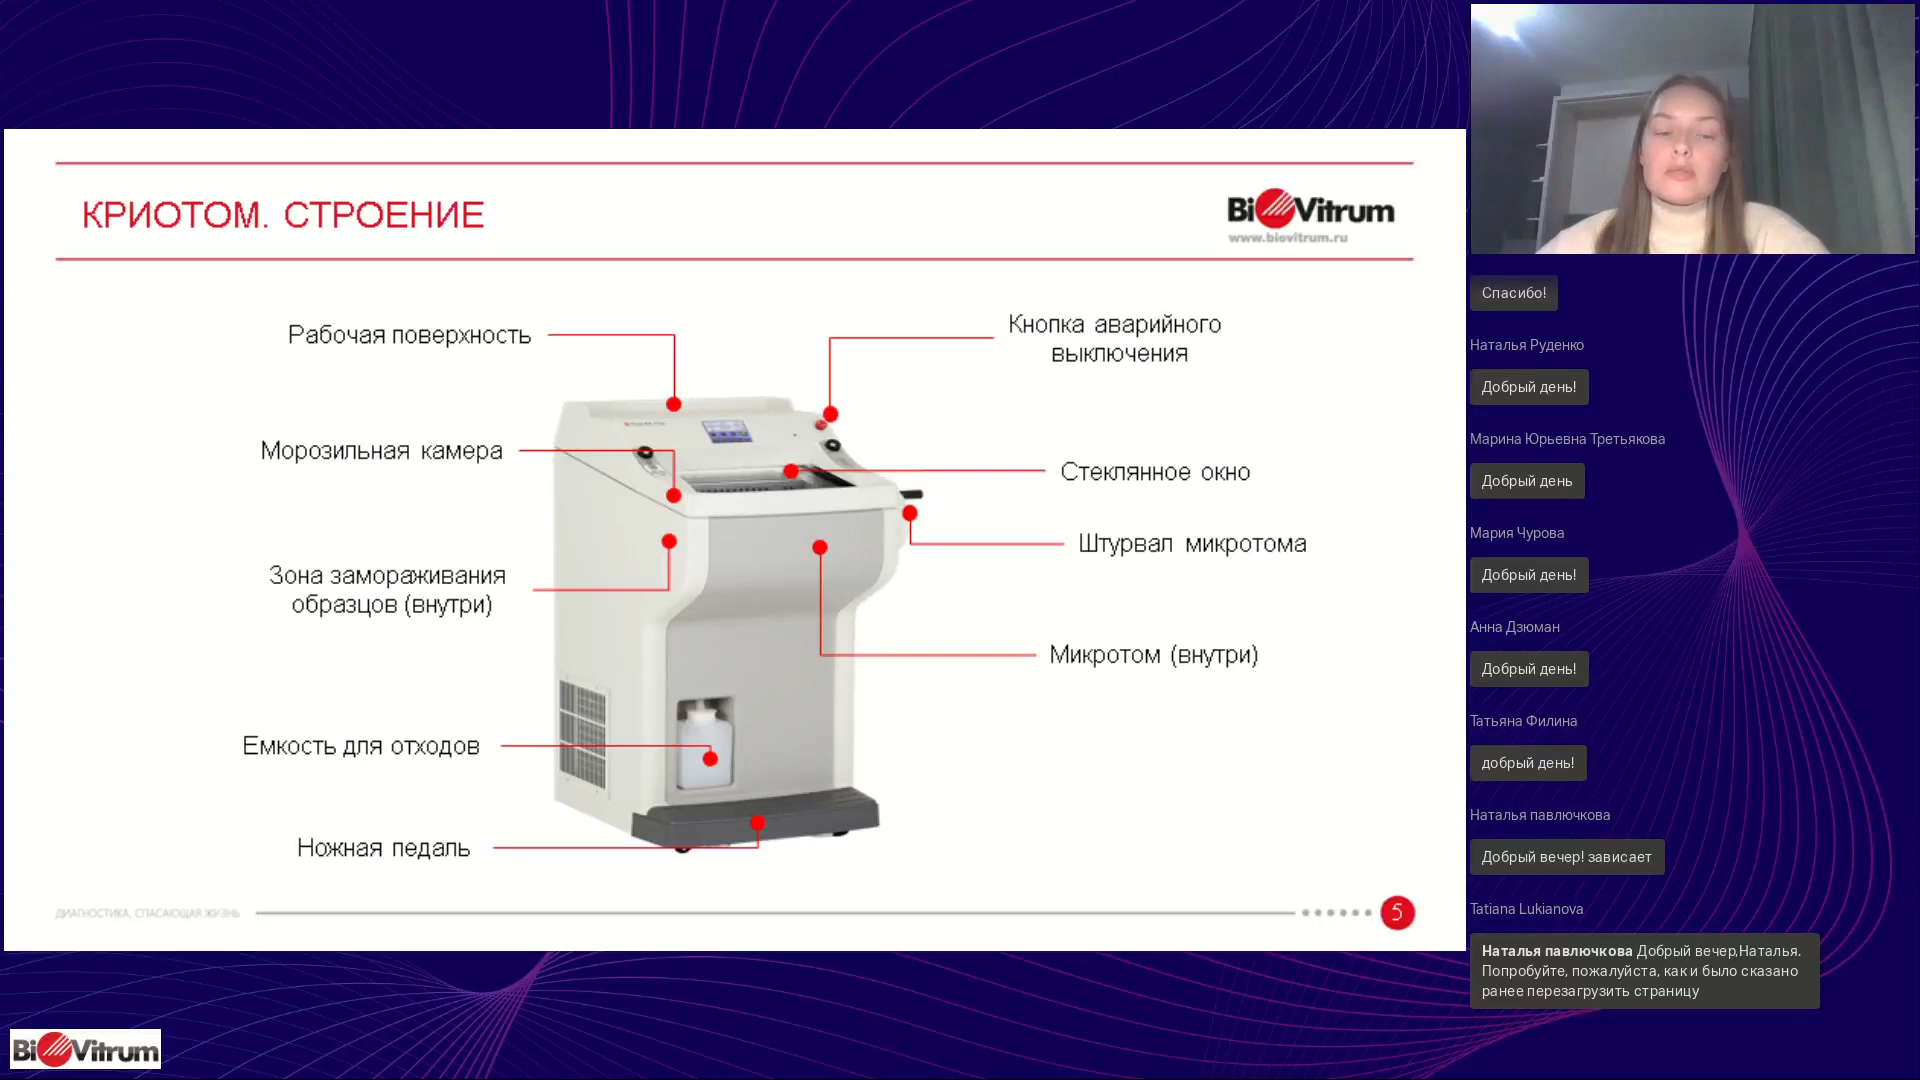 КРИОТОМ. СТРОЕНИЕ
BioVitrum
www.biovitrum.ru
Рабочая поверхность
Кнопка аварийного
выключения
Морозильная камера
Стеклянное окно
Штурвал микротома
Зона замораживания
образцов (внутри)
Микротом (внутри)
Емкость для отходов
Ножная педаль
ДИАГНОСТИКА, СПАСАЮЩАЯ ЖИЗНЬ
5
BioVitrum
Спасибо!
Наталья Руденко
Добрый день!
Марина Юрьевна Третьякова
Добрый день
Мария Чурова
Добрый день!
Анна Дзюман
Добрый день!
Татьяна Филина
добрый день!
Наталья павлючкова
Добрый вечер! зависает
Tatiana Lukianova
Наталья павлючкова Добрый вечер,Наталья.
Попробуйте, пожалуйста, как и было сказано
ранее перезагрузить страницу